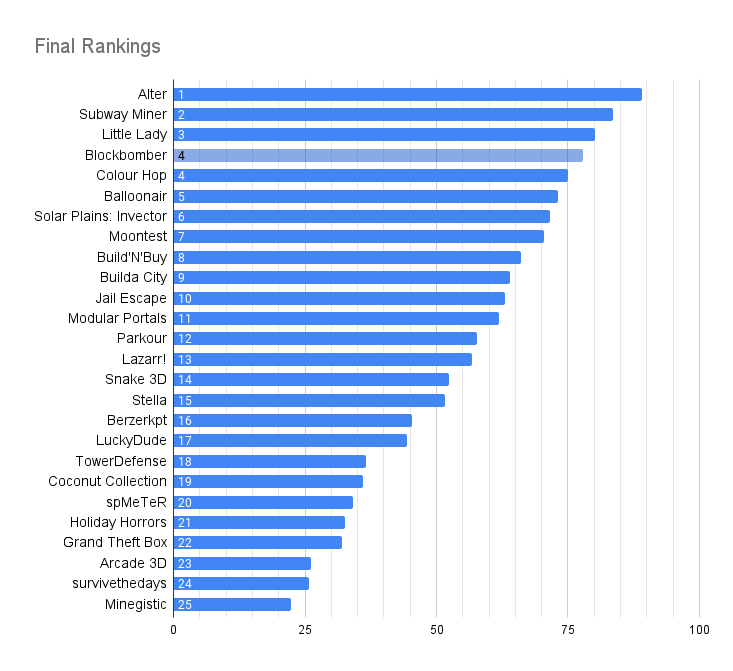 Final Rankings
Alter 1
Subway Miner 2
Little Lady 3
Blockbomber 4
Colour Hop 4
Balloonair 5
Solar Plains: Invector 6
Moontest 7
Build'N'Buy 8
Builda City 9
Jail Escape 10
Modular Portals 11
Parkour 12
Lazarr! 13
Snake 3D 14
Stella 15
Berzerkpt 16
LuckyDude 17
TowerDefense 18
Coconut Collection 19
spMeTeR 20
Holiday Horrors 21
Grand Theft Box 22
Arcade 3D 23
survivethedays 24
Minegistic 25
0 25 50 75 100